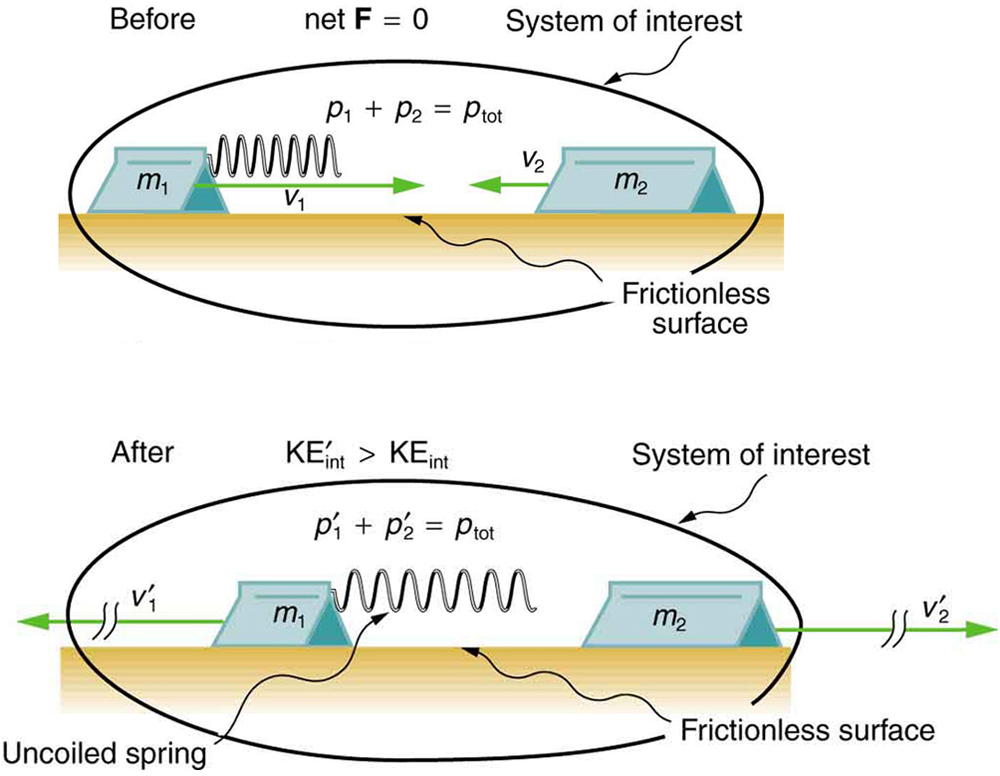 Before
net F = 0
System of interest
p₁ + p₂ = pₜₒₜ
m₁
v₁
v₂
m₂
Frictionless
surface
After
KE′ᵢₙₜ > KEᵢₙₜ
System of interest
p′₁ + p′₂ = pₜₒₜ
v′₁
m₁
m₂
v′₂
Uncoiled spring
Frictionless surface